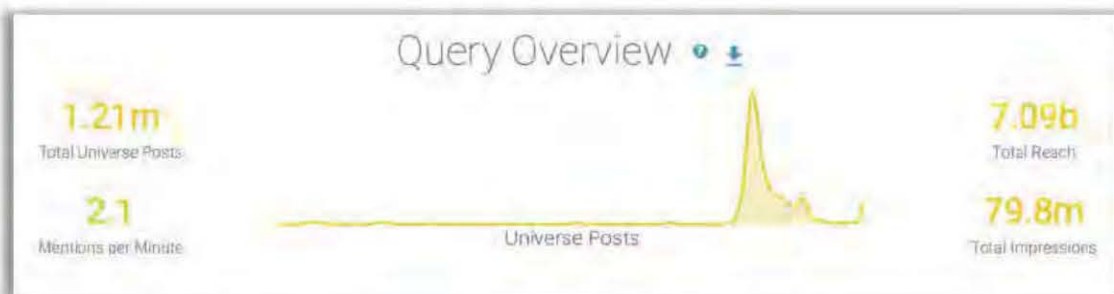 Query Overview
1.21m
Total Universe Posts
2.1
Mentions per Minute
Universe Posts
7.09b
Total Reach
79.8m
Total Impressions